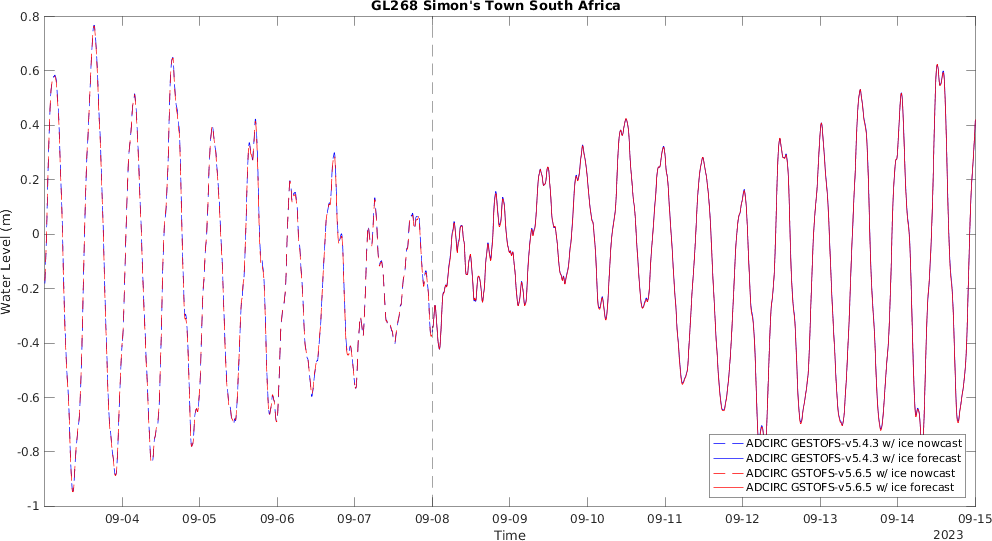 GL268 Simon's Town South Africa
0.8
0.6
0.4
0.2
0
-0.2
-0.4
-0.6
-0.8
-1
Water Level (m)
ADCIRC GESTOFS-v5.4.3 w/ ice nowcast
ADCIRC GESTOFS-v5.4.3 w/ ice forecast
ADCIRC GSTOFS-v5.6.5 w/ ice nowcast
ADCIRC GSTOFS-v5.6.5 w/ ice forecast
09-04 09-05 09-06 09-07 09-08 09-09 09-10 09-11 09-12 09-13 09-14 09-15
Time
2023